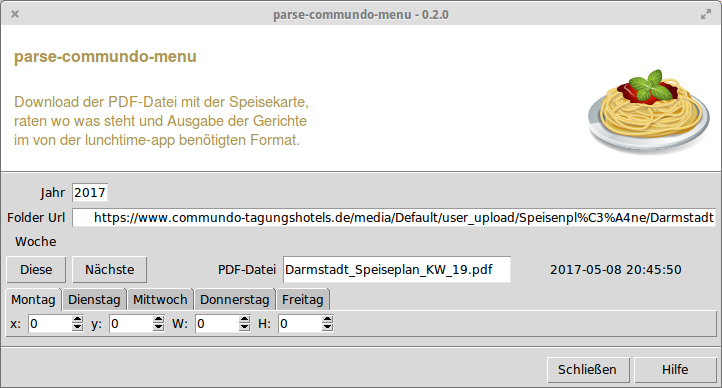 parse-commundo-menu - 0.2.0
parse-commundo-menu
Download der PDF-Datei mit der Speisekarte,
raten wo was steht und Ausgabe der Gerichte
im von der lunchtime-app benötigten Format.
Jahr 2017
Folder Url https://www.commundo-tagungshotels.de/media/Default/user_upload/Speisenpl%C3%A4ne/Darmstadt
Woche
Diese Nächste PDF-Datei Darmstadt_Speiseplan_KW_19.pdf 2017-05-08 20:45:50
Montag Dienstag Mittwoch Donnerstag Freitag
x: 0 y: 0 W: 0 H: 0
Schließen Hilfe